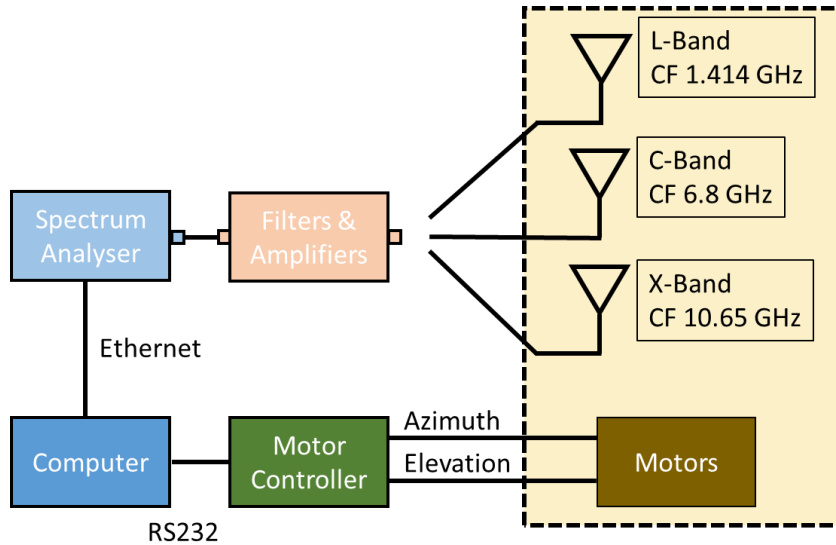 L-Band
CF 1.414 GHz
C-Band
CF 6.8 GHz
Spectrum
Analyser
Filters &
Amplifiers
X-Band
CF 10.65 GHz
Ethernet
Computer
Motor
Controller
Azimuth
Elevation
Motors
RS232